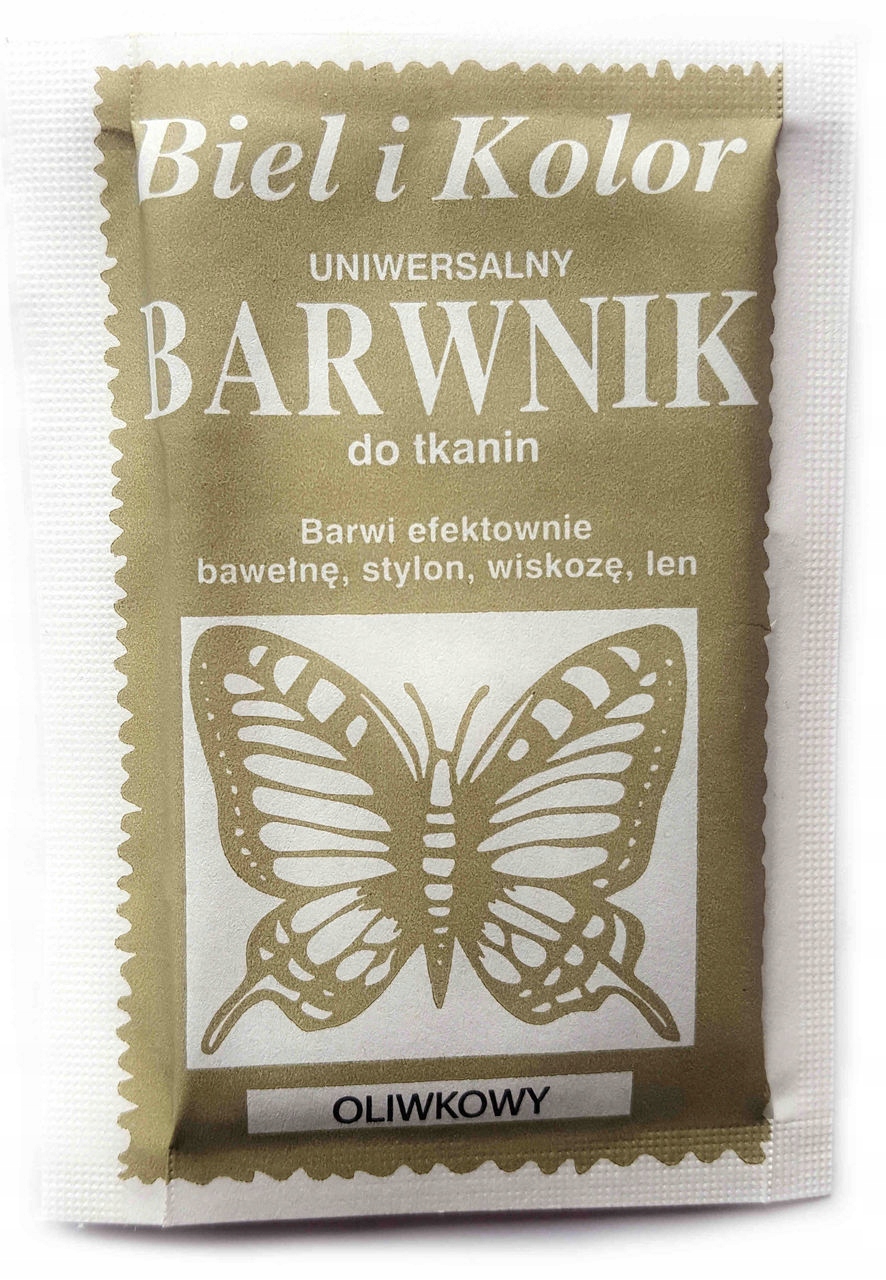 Biel i Kolor
UNIWERSALNY
BARWNIK
do tkanin
Barwi efektownie
bawełnę, stylon, wiskozę, len
OLIWKOWY